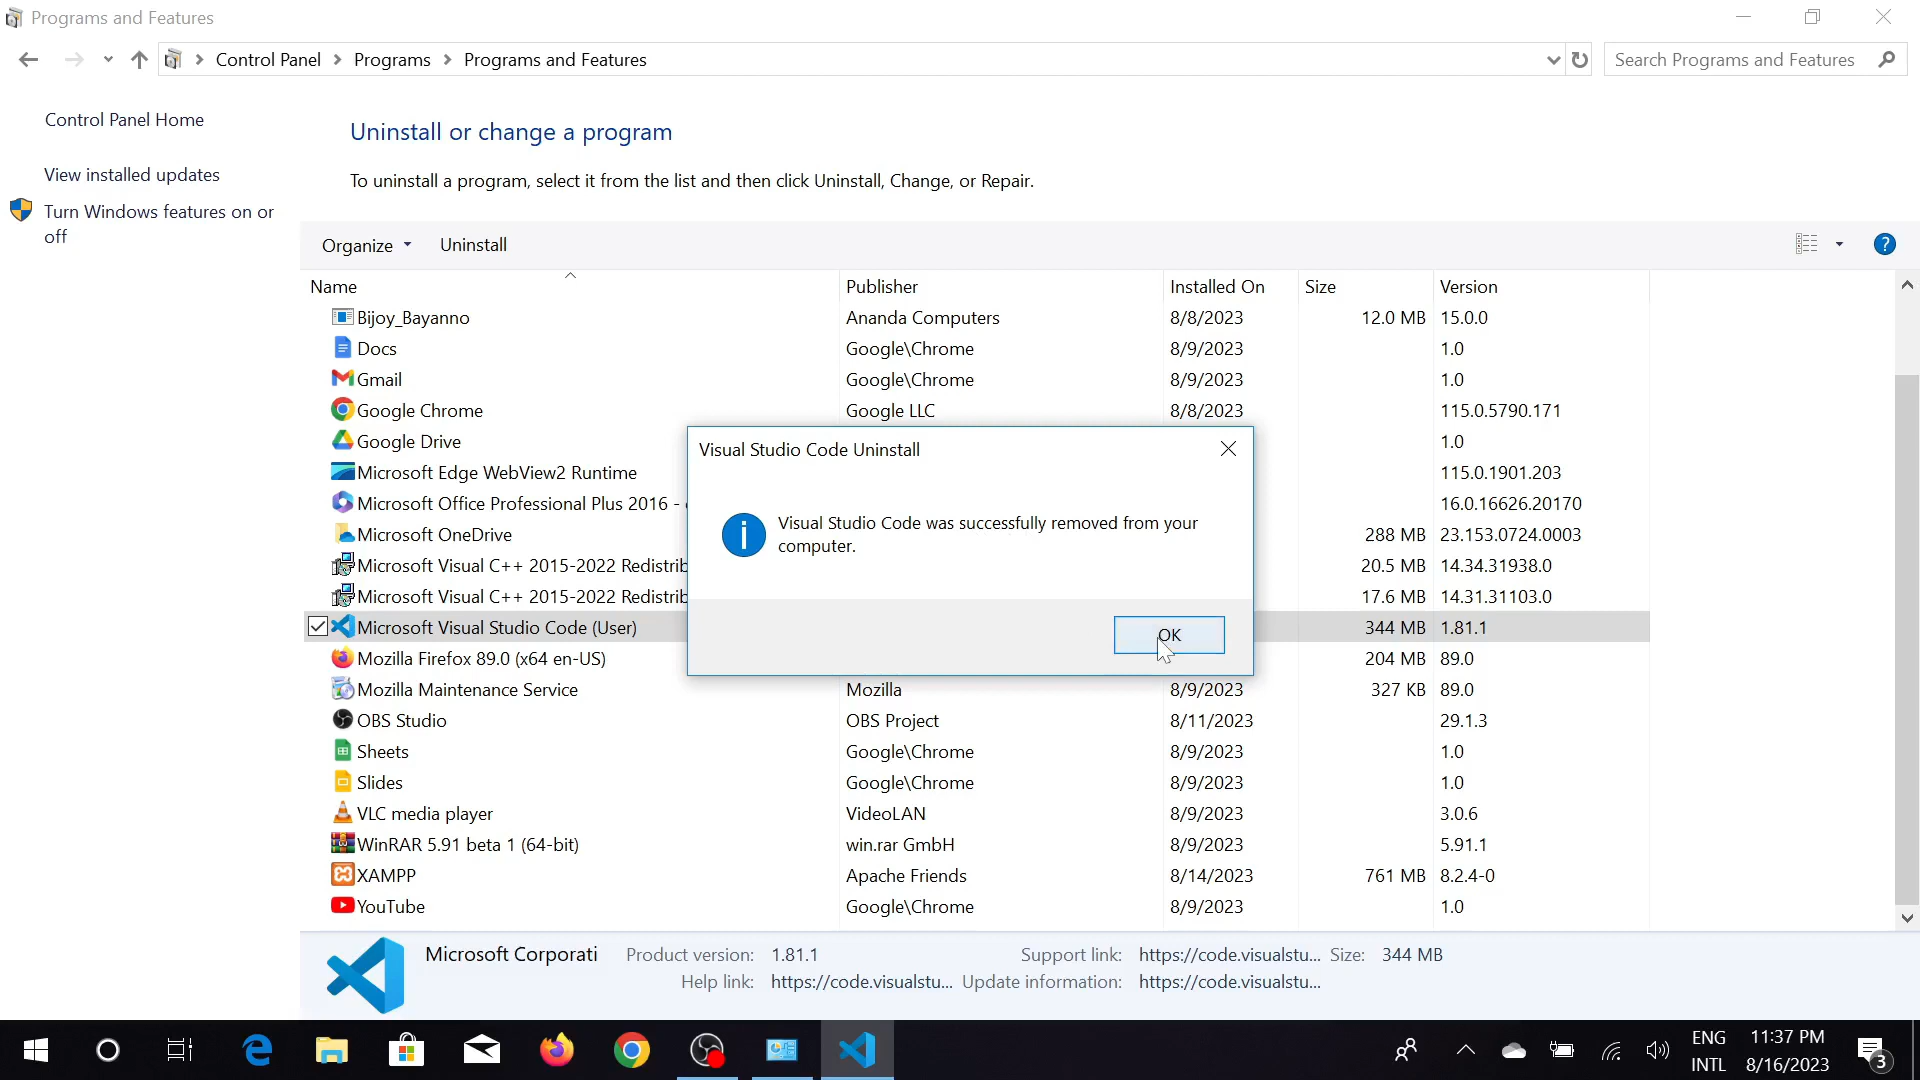 Programs and Features
Control Panel > Programs > Programs and Features
Search Programs and Features
Control Panel Home
View installed updates
Turn Windows features on or
off
Uninstall or change a program
To uninstall a program, select it from the list and then click Uninstall, Change, or Repair.
Organize Uninstall
?
Name Publisher Installed On Size Version
Bijoy_Bayanno Ananda Computers 8/8/2023 12.0 MB 15.0.0
Docs Google\Chrome 8/9/2023 1.0
Gmail Google\Chrome 8/9/2023 1.0
Google Chrome Google LLC 8/8/2023 115.0.5790.171
Google Drive 1.0
Microsoft Edge WebView2 Runtime 115.0.1901.203
Microsoft Office Professional Plus 2016 - 16.0.16626.20170
Microsoft OneDrive 288 MB 23.153.0724.0003
Microsoft Visual C++ 2015-2022 Redistrib 20.5 MB 14.34.31938.0
Microsoft Visual C++ 2015-2022 Redistrib 17.6 MB 14.31.31103.0
Microsoft Visual Studio Code (User) 344 MB 1.81.1
Mozilla Firefox 89.0 (x64 en-US) 204 MB 89.0
Mozilla Maintenance Service Mozilla 8/9/2023 327 KB 89.0
OBS Studio OBS Project 8/11/2023 29.1.3
Sheets Google\Chrome 8/9/2023 1.0
Slides Google\Chrome 8/9/2023 1.0
VLC media player VideoLAN 8/9/2023 3.0.6
WinRAR 5.91 beta 1 (64-bit) win.rar GmbH 8/9/2023 5.91.1
XAMPP Apache Friends 8/14/2023 761 MB 8.2.4-0
YouTube Google\Chrome 8/9/2023 1.0
Visual Studio Code Uninstall
Visual Studio Code was successfully removed from your
computer.
OK
Microsoft Corporati Product version: 1.81.1 Support link: https://code.visualstu... Size: 344 MB
Help link: https://code.visualstu... Update information: https://code.visualstu...
ENG
INTL
11:37 PM
8/16/2023
3